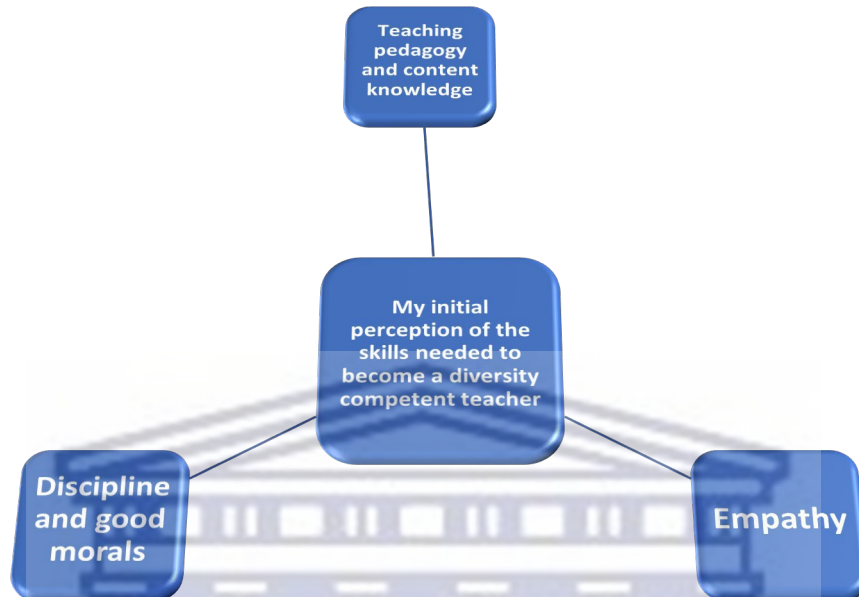 Teaching
pedagogy
and content
knowledge
My initial
perception of the
skills needed to
become a diversity
competent teacher
Discipline
and good
morals
Empathy